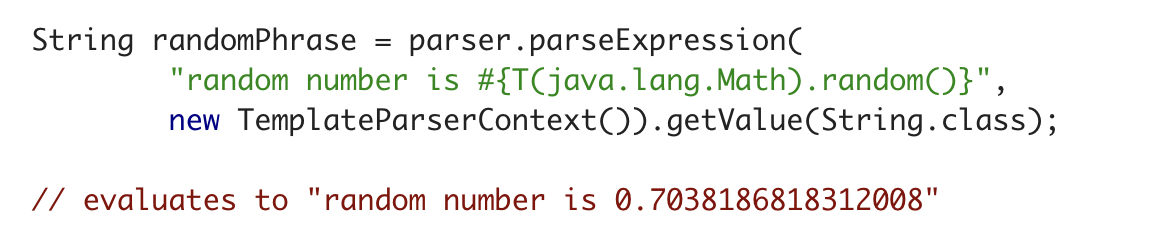 String randomPhrase = parser.parseExpression(
        "random number is #{T(java.lang.Math).random()}",
        new TemplateParserContext()).getValue(String.class);

// evaluates to "random number is 0.7038186818312008"